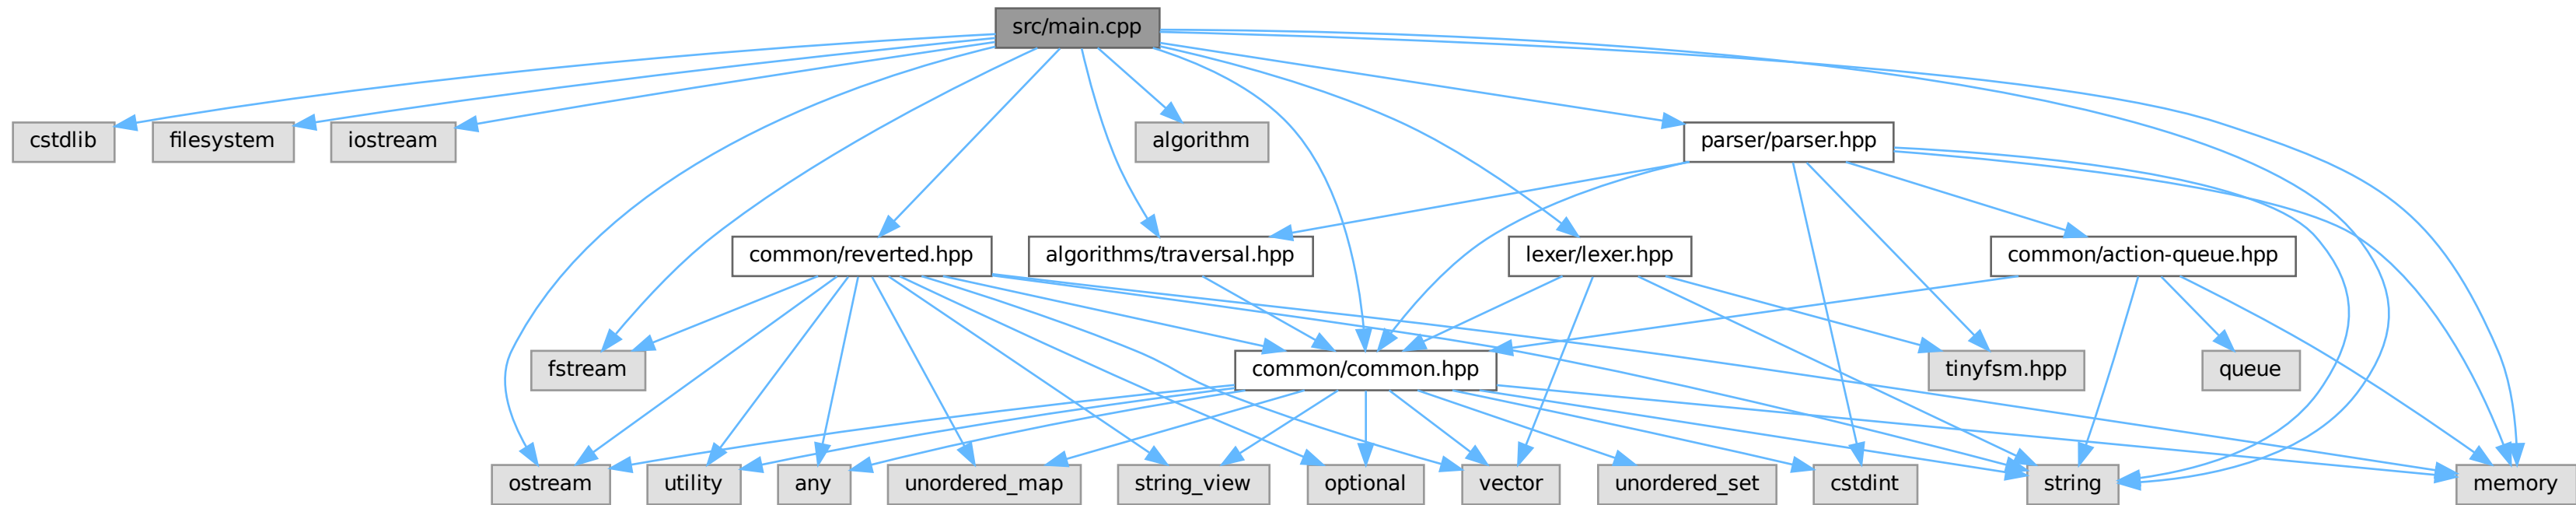 src/main.cpp
cstdlib
filesystem
iostream
algorithm
parser/parser.hpp
common/reverted.hpp
algorithms/traversal.hpp
lexer/lexer.hpp
common/action-queue.hpp
fstream
common/common.hpp
tinyfsm.hpp
queue
ostream
utility
any
unordered_map
string_view
optional
vector
unordered_set
cstdint
string
memory